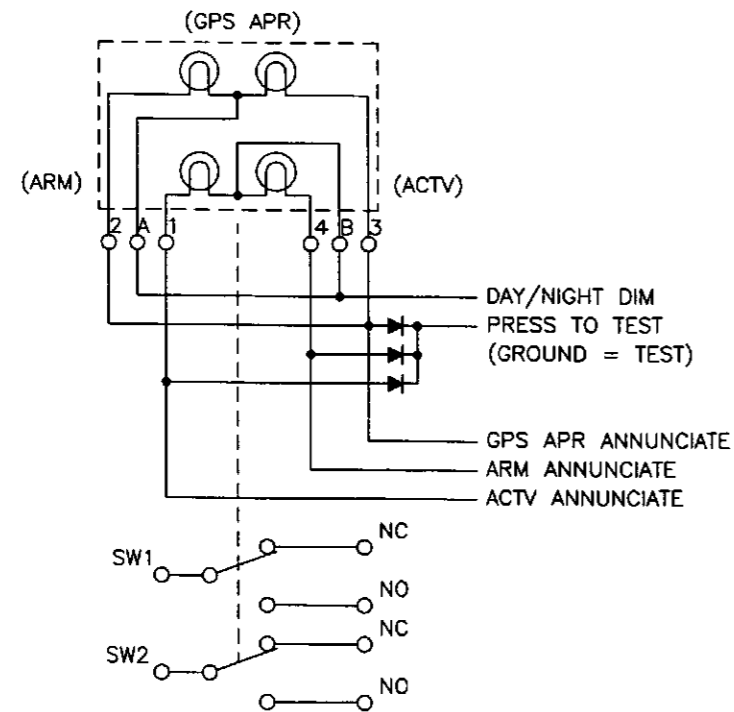 (GPS APR)
(ARM)
(ACTV)
2 A 1 4 B 3
DAY/NIGHT DIM
PRESS TO TEST
(GROUND = TEST)
GPS APR ANNUNCIATE
ARM ANNUNCIATE
ACTV ANNUNCIATE
NC
SW1
NO
NC
SW2
NO